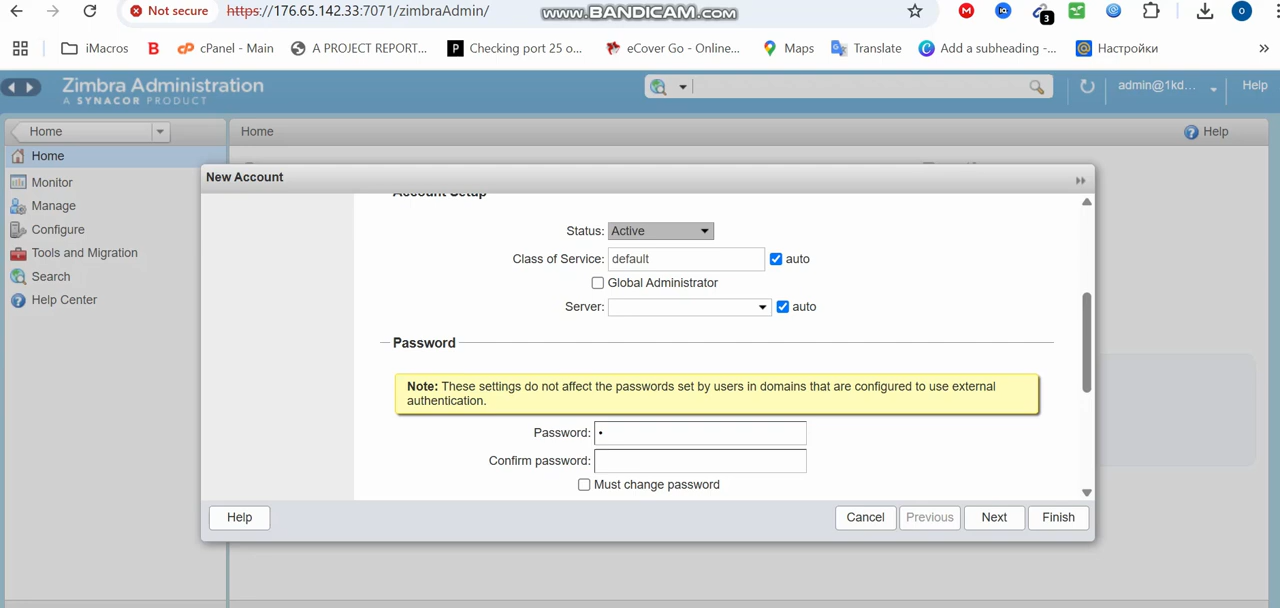 Not secure
https://176.65.142.33:7071/zimbraAdmin/
www.BANDICAM.com
M
IQ
3
O
iMacros
B
cP cPanel - Main
A PROJECT REPORT...
P
Checking port 25 o...
eCover Go - Online...
Maps
Translate
Add a subheading -...
Настройки
»
Zimbra Administration
A SYNACOR PRODUCT
admin@1kd...
Help
Home
Home
? Help
Home
Monitor
Manage
Configure
Tools and Migration
Search
? Help Center
New Account
Account Setup
Status: Active
Class of Service: default
auto
Global Administrator
Server:
auto
Password
Note: These settings do not affect the passwords set by users in domains that are configured to use external
authentication.
Password: •
Confirm password:
Must change password
Help
Cancel
Previous
Next
Finish